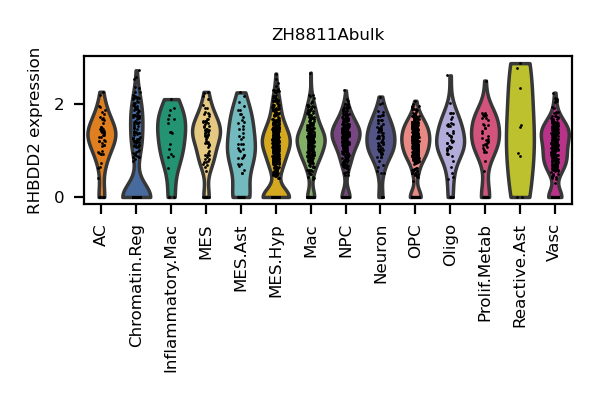 ZH8811Abulk
RHBDD2 expression
2
0
AC
Chromatin.Reg
Inflammatory.Mac
MES
MES.Ast
MES.Hyp
Mac
NPC
Neuron
OPC
Oligo
Prolif.Metab
Reactive.Ast
Vasc